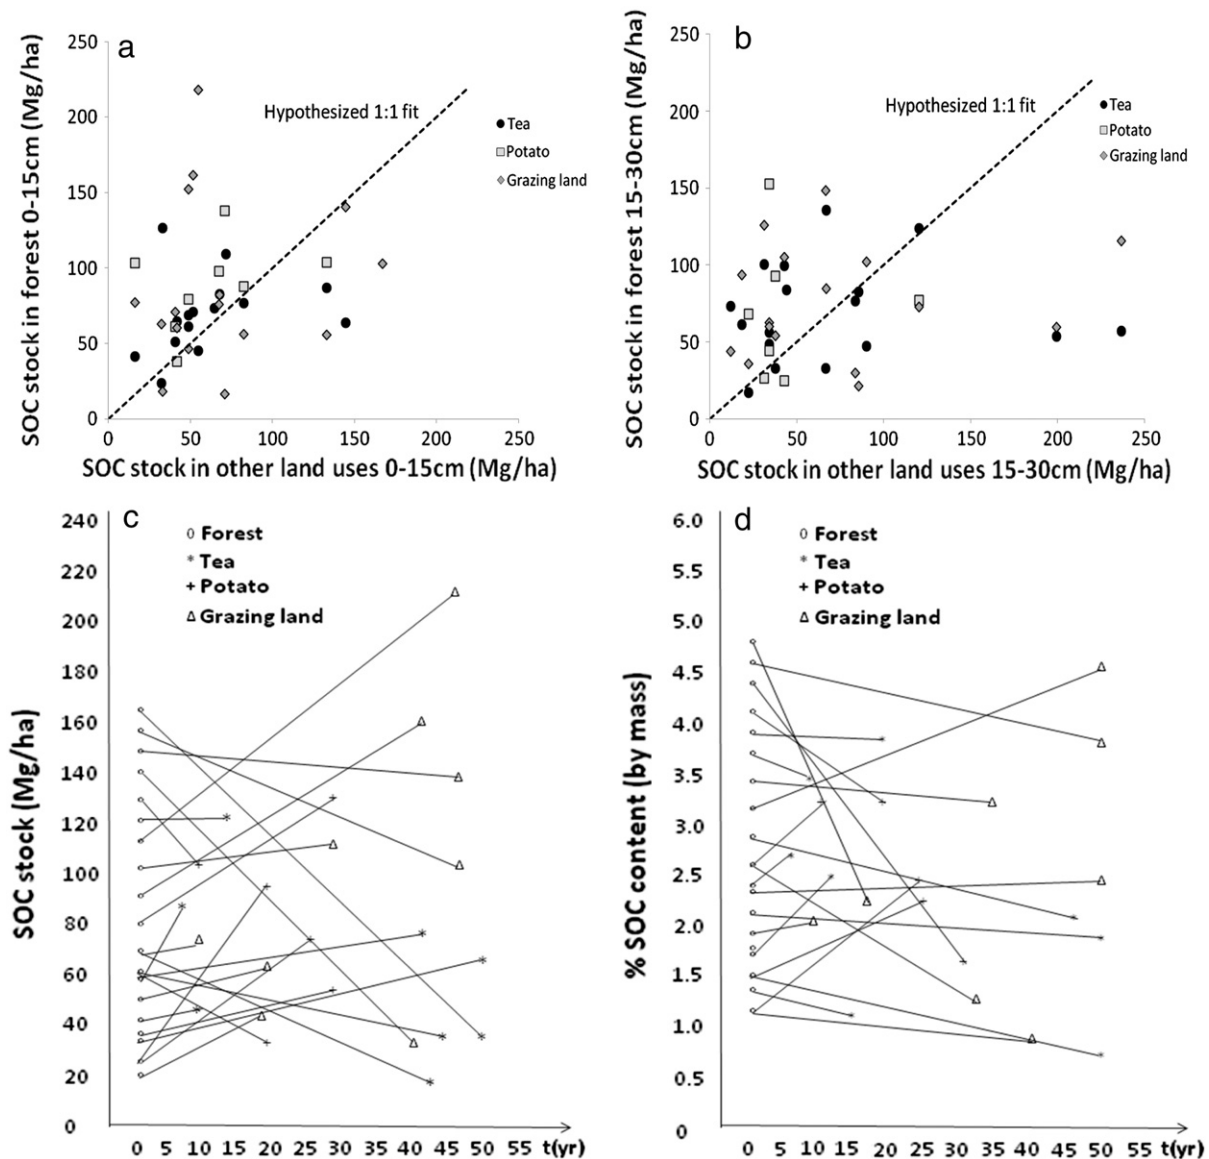 a
SOC stock in forest 0-15cm (Mg/ha)
250
200
150
100
50
0
Hypothesized 1:1 fit
Tea
Potato
Grazing land
0 50 100 150 200 250
SOC stock in other land uses 0-15cm (Mg/ha)
b
SOC stock in forest 15-30cm (Mg/ha)
250
200
150
100
50
0
Hypothesized 1:1 fit
Tea
Potato
Grazing land
0 50 100 150 200 250
SOC stock in other land uses 15-30cm (Mg/ha)
c
SOC stock (Mg/ha)
240
220
200
180
160
140
120
100
80
60
40
20
0
Forest
Tea
Potato
Grazing land
0 5 10 15 20 25 30 35 40 45 50 55 t(yr)
d
% SOC content (by mass)
6.0
5.5
5.0
4.5
4.0
3.5
3.0
2.5
2.0
1.5
1.0
0.5
0
Forest
Tea
Potato
Grazing land
0 5 10 15 20 25 30 35 40 45 50 55 t(yr)